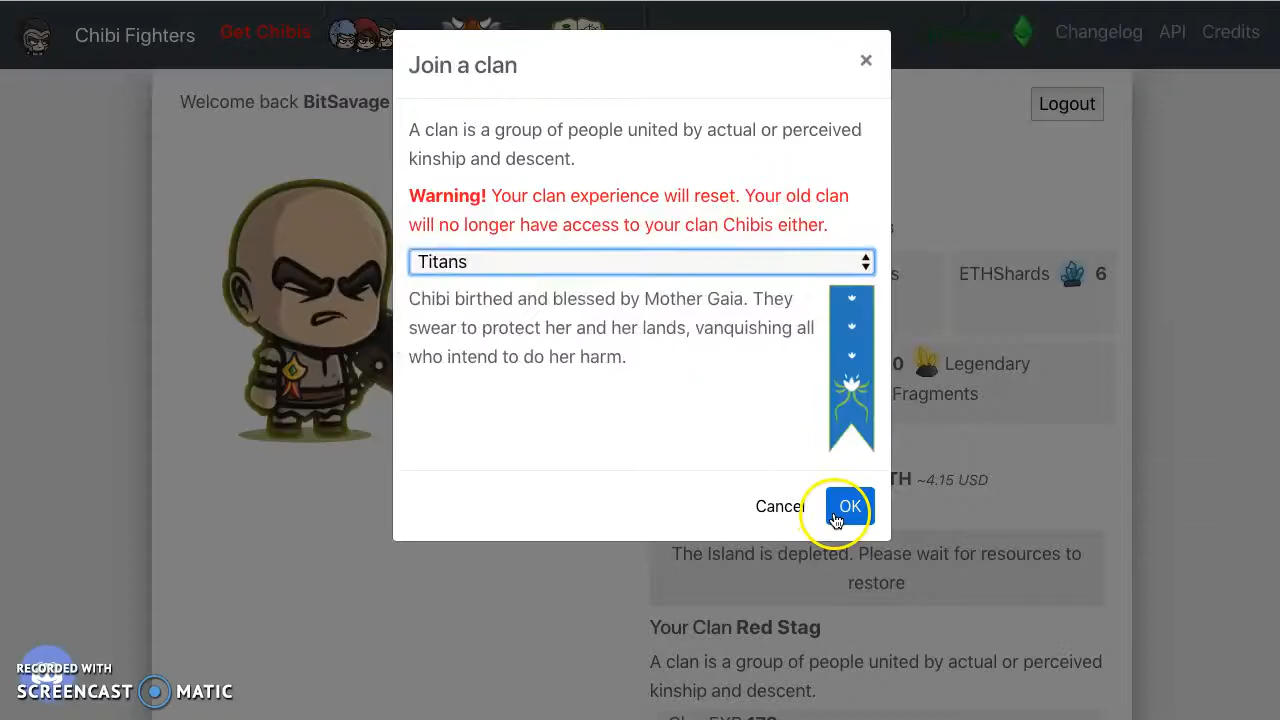 Chibi Fighters
Get Chibis
Changelog API Credits
Join a clan ×
Welcome back BitSavage
Logout
A clan is a group of people united by actual or perceived
kinship and descent.
Warning! Your clan experience will reset. Your old clan
will no longer have access to your clan Chibis either.
Titans
ETHShards 6
Chibi birthed and blessed by Mother Gaia. They
swear to protect her and her lands, vanquishing all
who intend to do her harm.
0 Legendary
Fragments
TH ~4.15 USD
Cancel OK
The Island is depleted. Please wait for resources to
restore
Your Clan Red Stag
A clan is a group of people united by actual or perceived
kinship and descent.
Clan EXP 170
RECORDED WITH
SCREENCAST MATIC